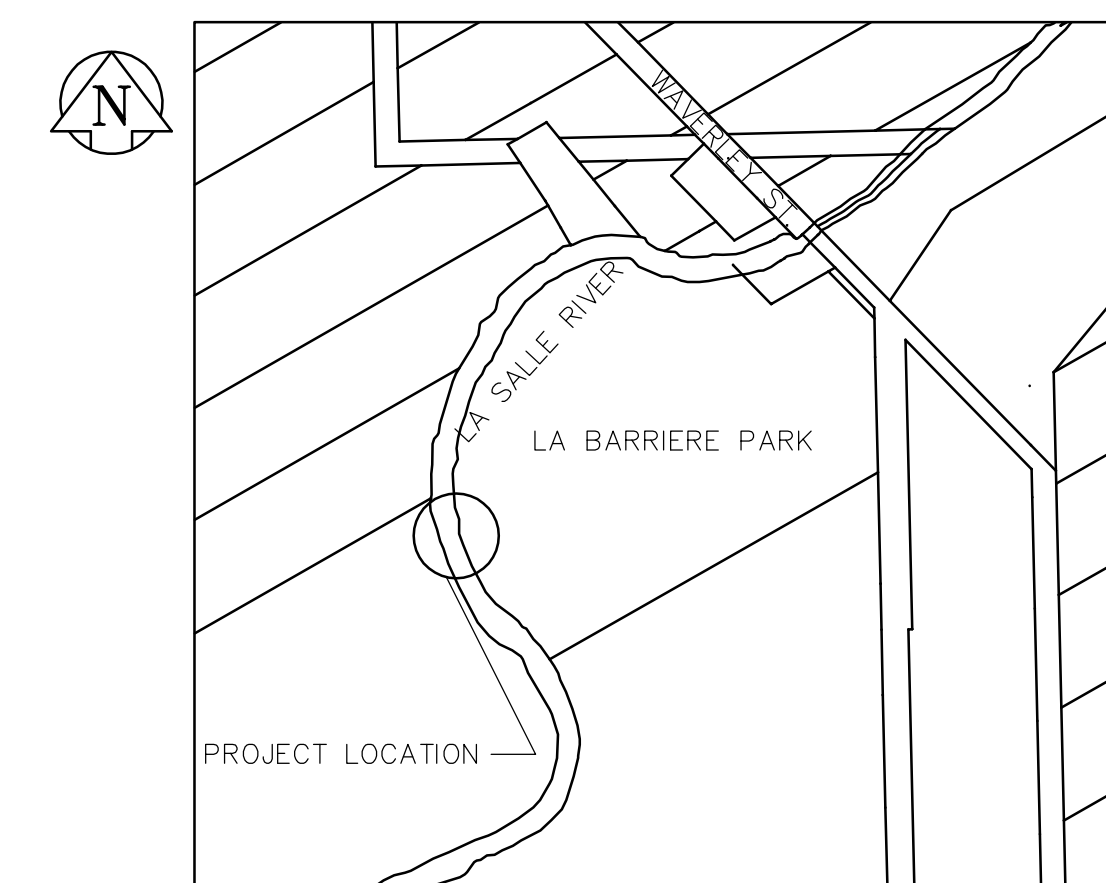 N
WAVERLEY ST.
LA SALLE RIVER
LA BARRIERE PARK
PROJECT LOCATION